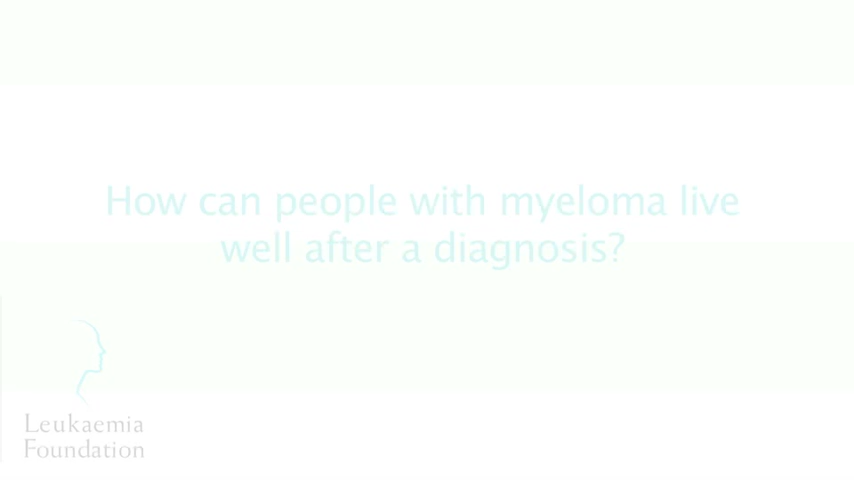 How can people with myeloma live
well after a diagnosis?
Leukaemia
Foundation